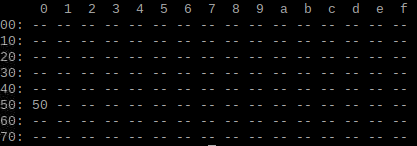 0  1  2  3  4  5  6  7  8  9  a  b  c  d  e  f
00: -- -- -- -- -- -- -- -- -- -- -- -- -- -- -- --
10: -- -- -- -- -- -- -- -- -- -- -- -- -- -- -- --
20: -- -- -- -- -- -- -- -- -- -- -- -- -- -- -- --
30: -- -- -- -- -- -- -- -- -- -- -- -- -- -- -- --
40: -- -- -- -- -- -- -- -- -- -- -- -- -- -- -- --
50: 50 -- -- -- -- -- -- -- -- -- -- -- -- -- -- --
60: -- -- -- -- -- -- -- -- -- -- -- -- -- -- -- --
70: -- -- -- -- -- -- -- -- -- -- -- -- -- -- -- --